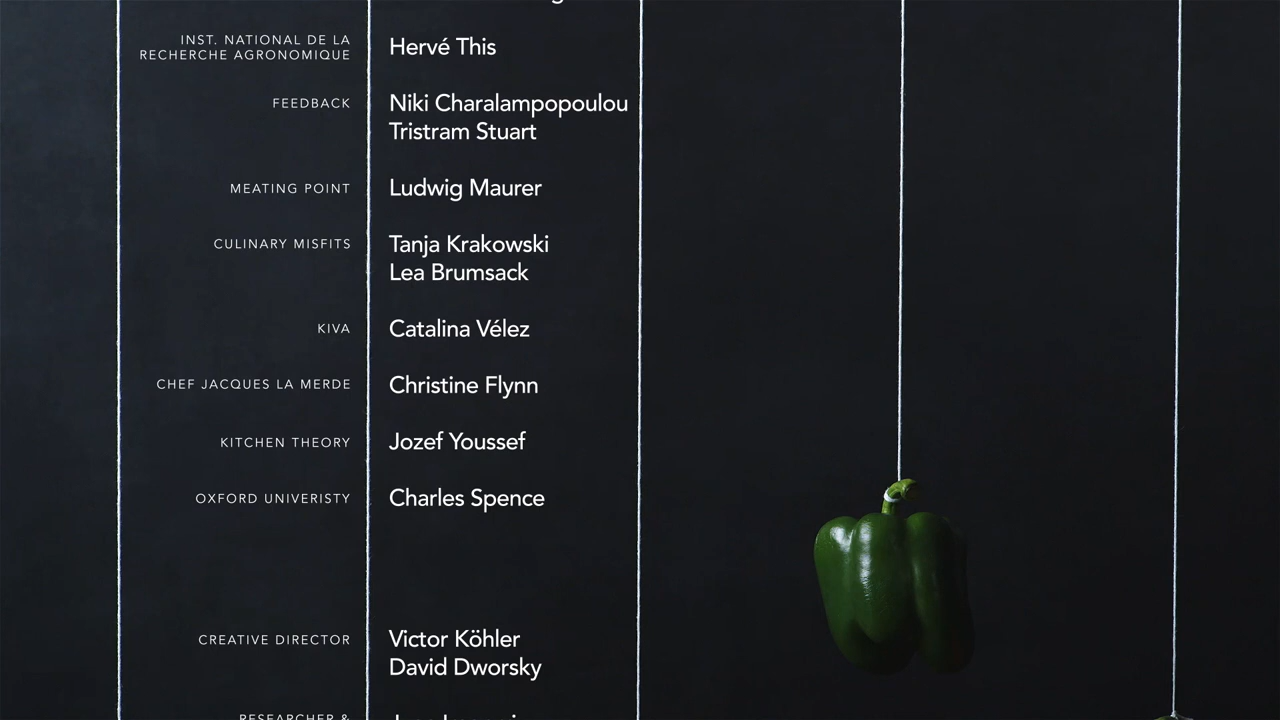 INST. NATIONAL DE LA
RECHERCHE AGRONOMIQUE
Hervé This
FEEDBACK
Niki Charalampopoulou
Tristram Stuart
MEATING POINT
Ludwig Maurer
CULINARY MISFITS
Tanja Krakowski
Lea Brumsack
KIVA
Catalina Vélez
CHEF JACQUES LA MERDE
Christine Flynn
KITCHEN THEORY
Jozef Youssef
OXFORD UNIVERISTY
Charles Spence
CREATIVE DIRECTOR
Victor Köhler
David Dworsky
RESEARCHER &